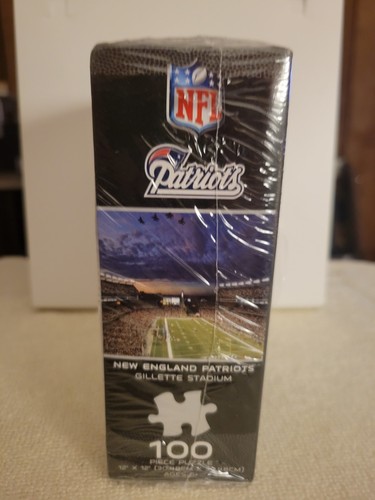 NFL
Patriots
NEW ENGLAND PATRIOTS
GILLETTE STADIUM
100
PIECE PUZZLE